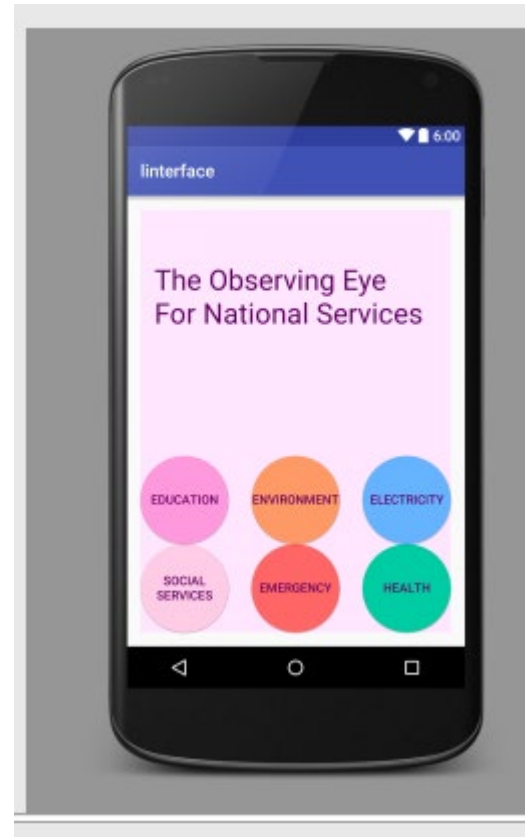 6:00
linterface
The Observing Eye
For National Services
EDUCATION
ENVIRONMENT
ELECTRICITY
SOCIAL
SERVICES
EMERGENCY
HEALTH